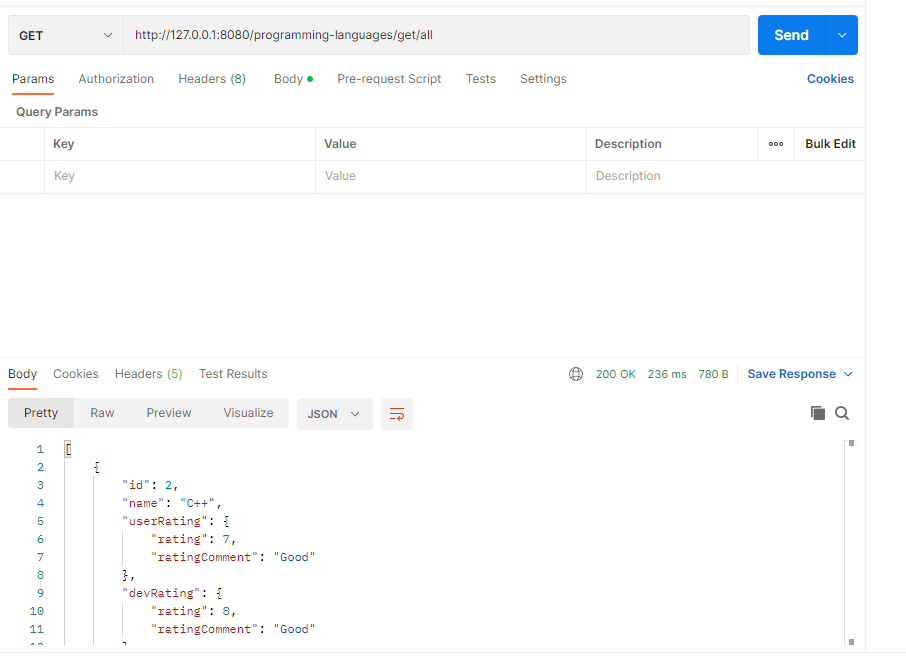 GET http://127.0.0.1:8080/programming-languages/get/all Send
Params Authorization Headers (8) Body Pre-request Script Tests Settings Cookies
Query Params
Key Value Description Bulk Edit
Key Value Description
Body Cookies Headers (5) Test Results 200 OK 236 ms 780 B Save Response
Pretty Raw Preview Visualize JSON
1 [
2 {
3 "id": 2,
4 "name": "C++",
5 "userRating": {
6 "rating": 7,
7 "ratingComment": "Good"
8 },
9 "devRating": {
10 "rating": 8,
11 "ratingComment": "Good"